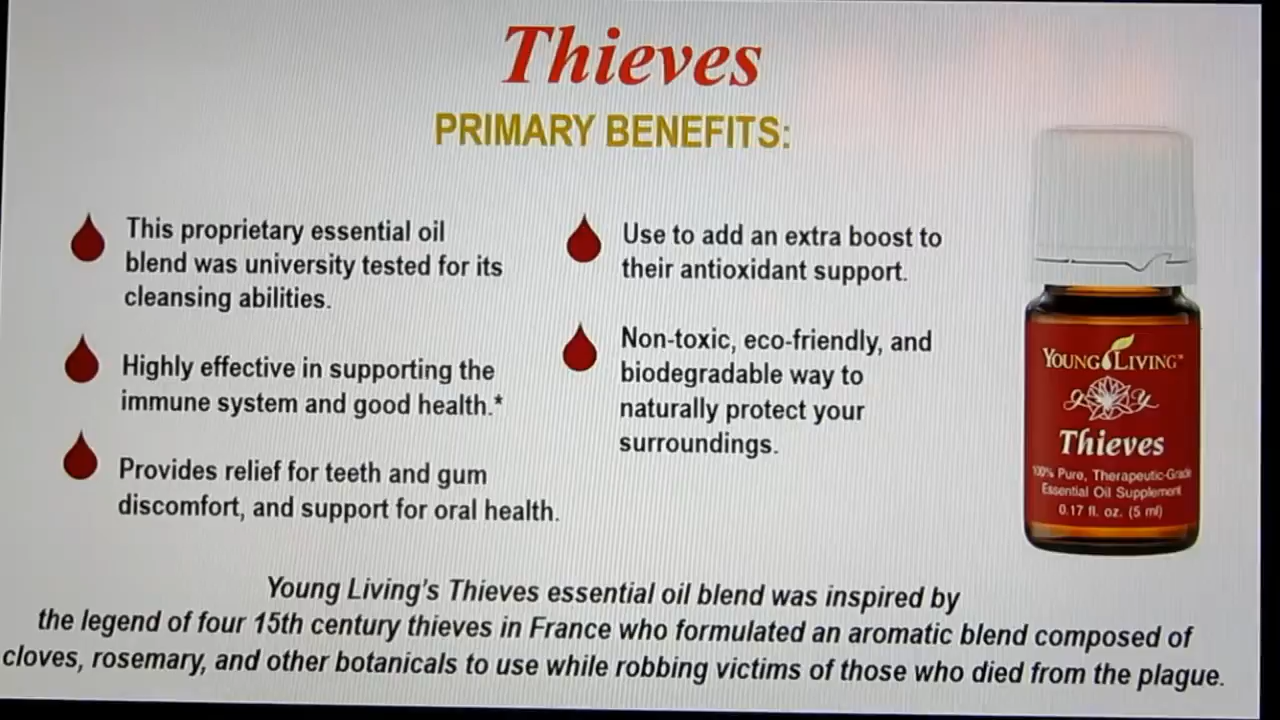 Thieves
PRIMARY BENEFITS:
This proprietary essential oil
blend was university tested for its
cleansing abilities.
Highly effective in supporting the
immune system and good health.*
Provides relief for teeth and gum
discomfort, and support for oral health.
Use to add an extra boost to
their antioxidant support.
Non-toxic, eco-friendly, and
biodegradable way to
naturally protect your
surroundings.
YOUNG LIVING™
Thieves
100% Pure, Therapeutic-Grade
Essential Oil Supplement
0.17 fl. oz. (5 ml)
Young Living's Thieves essential oil blend was inspired by
the legend of four 15th century thieves in France who formulated an aromatic blend composed of
cloves, rosemary, and other botanicals to use while robbing victims of those who died from the plague.